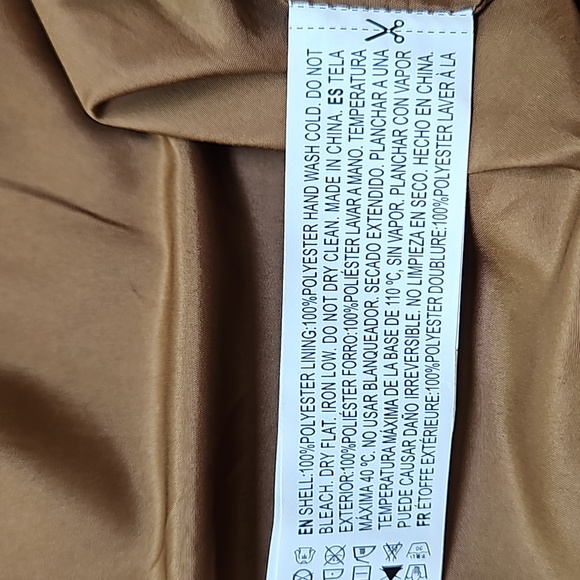 EN SHELL:100%POLYESTER LINING:100%POLYESTER HAND WASH COLD. DO NOT
BLEACH. DRY FLAT. IRON LOW. DO NOT DRY CLEAN. MADE IN CHINA. ES TELA
EXTERIOR:100%POLIÉSTER FORRO:100%POLIÉSTER LAVAR A MANO. TEMPERATURA
MÁXIMA 40 ºC. NO USAR BLANQUEADOR. SECADO EXTENDIDO. PLANCHAR A UNA
TEMPERATURA MÁXIMA DE LA BASE DE 110 ºC, SIN VAPOR. PLANCHAR CON VAPOR
PUEDE CAUSAR DAÑO IRREVERSIBLE. NO LIMPIEZA EN SECO. HECHO EN CHINA.
FR ÉTOFFE EXTÉRIEURE:100%POLYESTER DOUBLURE:100%POLYESTER LAVER À LA